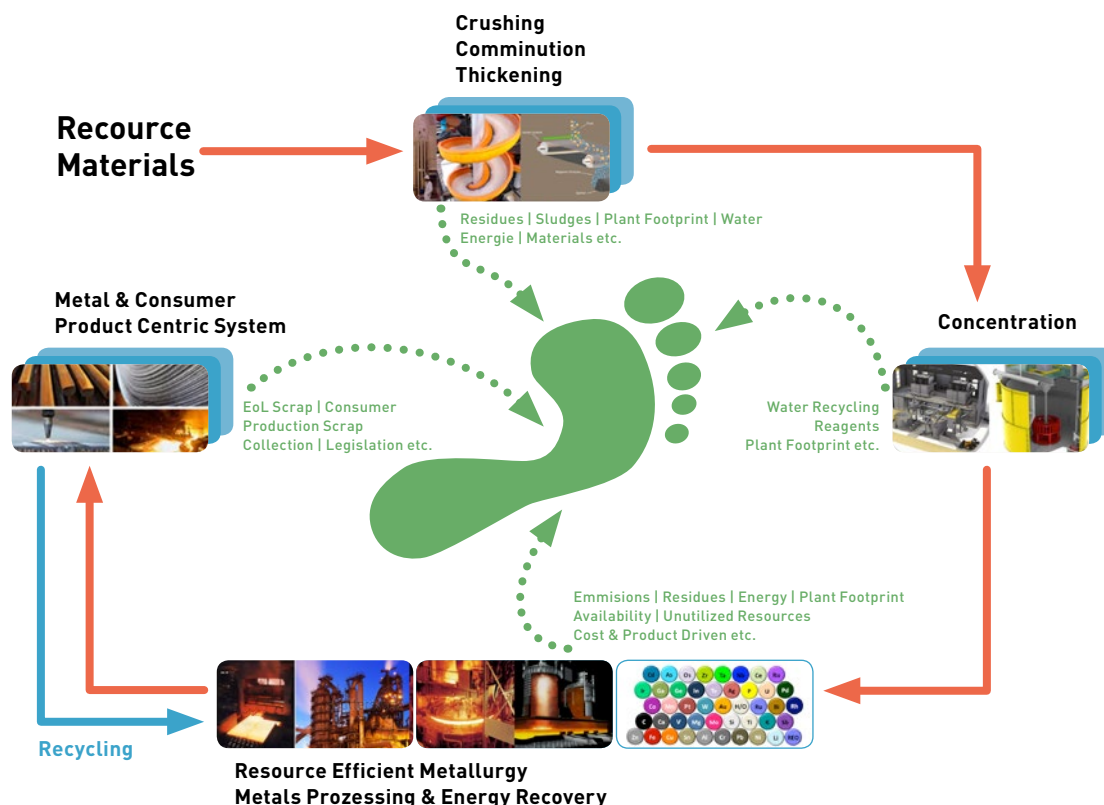 Crushing
Comminution
Thickening
Recource
Materials
Residues | Sludges | Plant Footprint | Water
Energie | Materials etc.
Metal & Consumer
Product Centric System
Concentration
EoL Scrap | Consumer
Production Scrap
Collection | Legislation etc.
Water Recycling
Reagents
Plant Footprint etc.
Emmisions | Residues | Energy | Plant Footprint
Availability | Unutilized Resources
Cost & Product Driven etc.
Recycling
Resource Efficient Metallurgy
Metals Prozessing & Energy Recovery